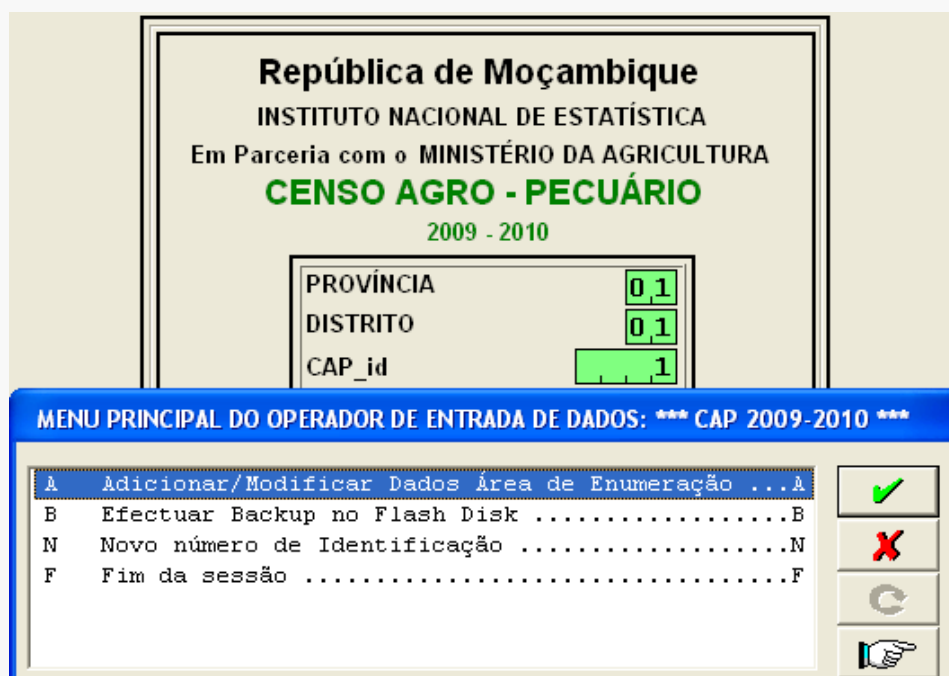 República de Moçambique
INSTITUTO NACIONAL DE ESTATÍSTICA
Em Parceria com o MINISTÉRIO DA AGRICULTURA
CENSO AGRO - PECUÁRIO
2009 - 2010
PROVÍNCIA 0 1
DISTRITO 0 1
CAP_id 1
MENU PRINCIPAL DO OPERADOR DE ENTRADA DE DADOS: *** CAP 2009-2010 ***
A Adicionar/Modificar Dados Área de Enumeração ...A
B Efectuar Backup no Flash Disk ..................B
N Novo número de Identificação ...................N
F Fim da sessão ..................................F